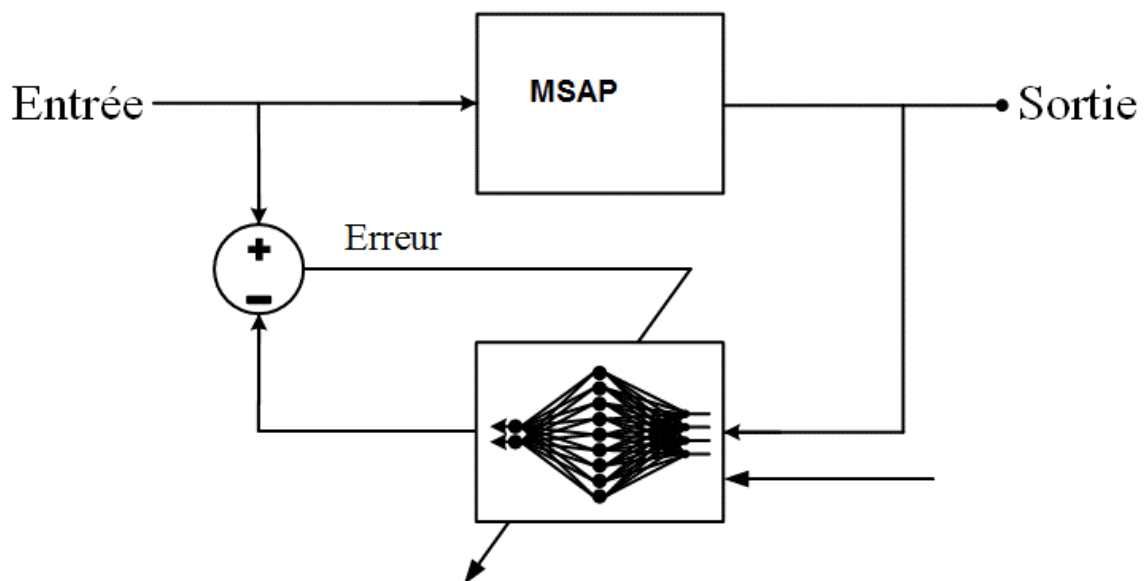 MSAP
Entrée
Sortie
+
Erreur
−